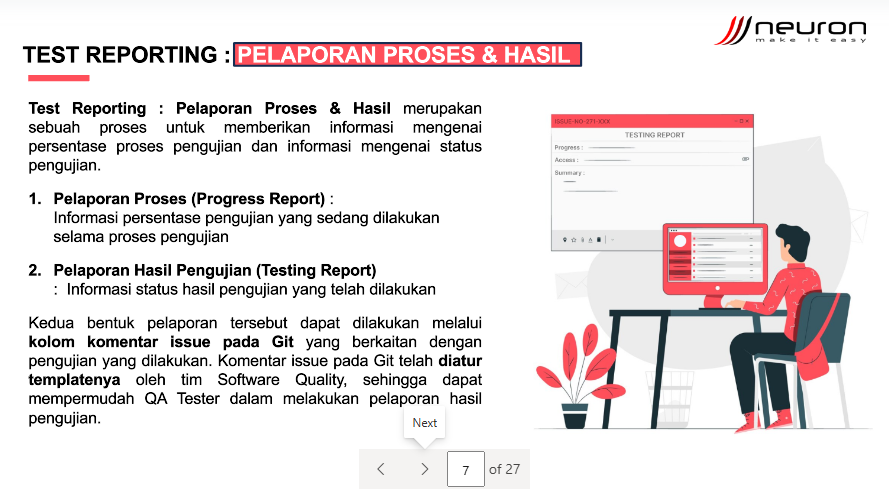 neuron
make it easy
TEST REPORTING : PELAPORAN PROSES & HASIL
Test Reporting : Pelaporan Proses & Hasil merupakan
sebuah proses untuk memberikan informasi mengenai
persentase proses pengujian dan informasi mengenai status
pengujian.
1. Pelaporan Proses (Progress Report) :
Informasi persentase pengujian yang sedang dilakukan
selama proses pengujian
2. Pelaporan Hasil Pengujian (Testing Report)
: Informasi status hasil pengujian yang telah dilakukan
Kedua bentuk pelaporan tersebut dapat dilakukan melalui
kolom komentar issue pada Git yang berkaitan dengan
pengujian yang dilakukan. Komentar issue pada Git telah diatur
templatenya oleh tim Software Quality, sehingga dapat
mempermudah QA Tester dalam melakukan pelaporan hasil
pengujian.
ISSUE-NO-271-XXX
TESTING REPORT
Progress :
Access :
Summary :
Next
7 of 27